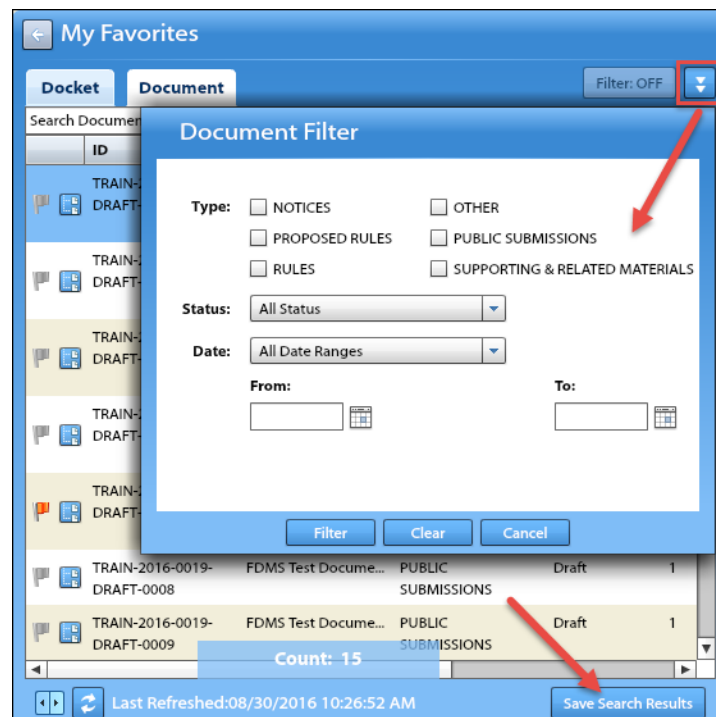 My Favorites
Docket Document Filter: OFF
Search Documen
Document Filter
ID
TRAIN-
DRAFT-
Type: NOTICES OTHER
PROPOSED RULES PUBLIC SUBMISSIONS
RULES SUPPORTING & RELATED MATERIALS
TRAIN-
DRAFT-
Status: All Status
TRAIN-
DRAFT-
Date: All Date Ranges
From: To:
TRAIN-
DRAFT-
TRAIN-
DRAFT-
Filter Clear Cancel
TRAIN-2016-0019- FDMS Test Docume... PUBLIC Draft 1
DRAFT-0008 SUBMISSIONS
TRAIN-2016-0019- FDMS Test Docume... PUBLIC Draft 1
DRAFT-0009 SUBMISSIONS
Count: 15
Last Refreshed:08/30/2016 10:26:52 AM Save Search Results